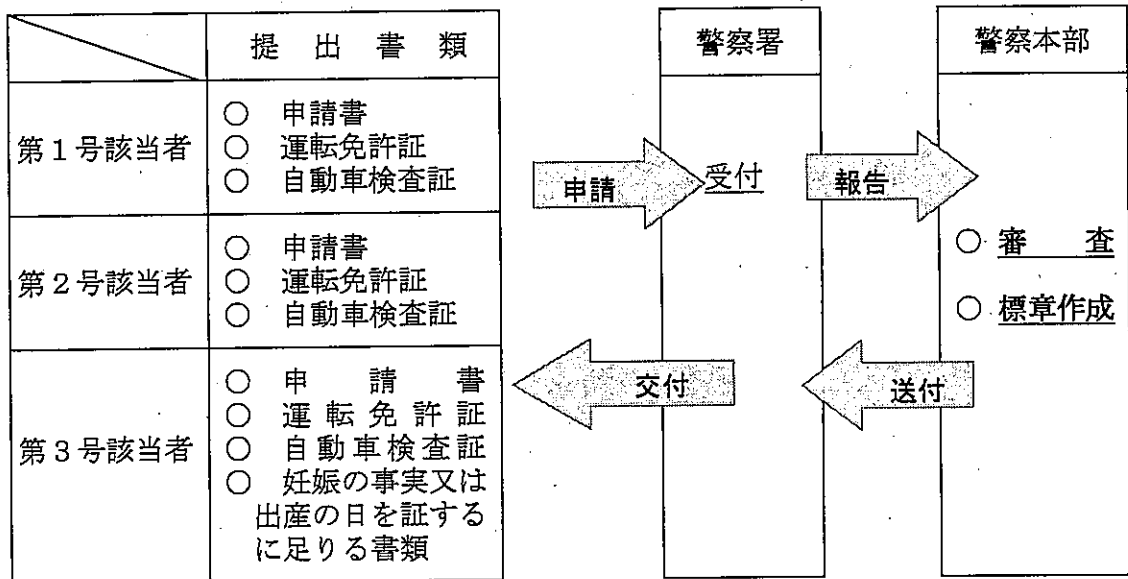 提出書類
第1号該当者
○ 申請書
○ 運転免許証
○ 自動車検査証
第2号該当者
○ 申請書
○ 運転免許証
○ 自動車検査証
第3号該当者
○ 申請書
○ 運転免許証
○ 自動車検査証
○ 妊娠の事実又は
出産の日を証する
に足りる書類
申請
警察署
受付
報告
警察本部
○ 審査
○ 標章作成
送付
交付